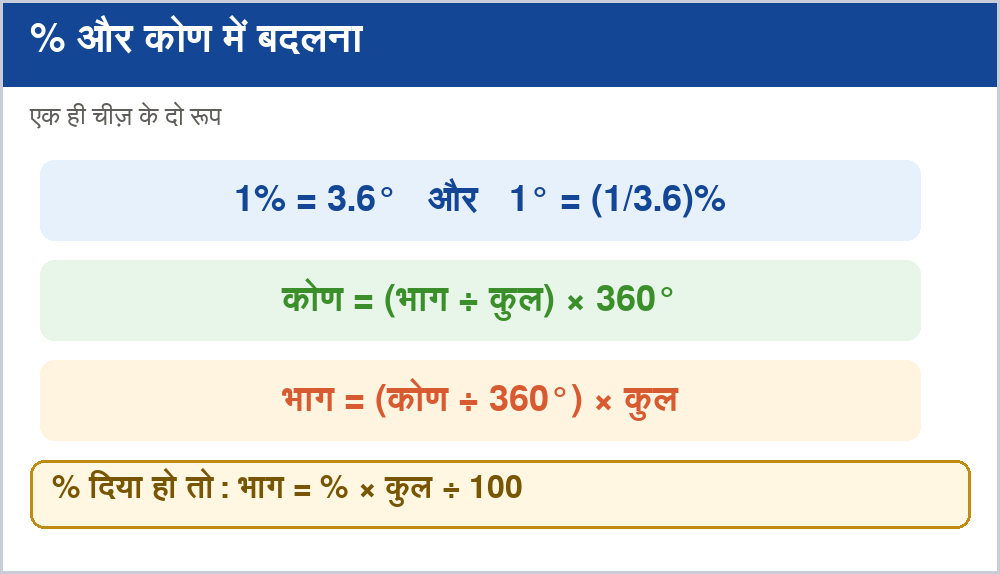 % और कोण में बदलना
एक ही चीज़ के दो रूप
1% = 3.6° और 1° = (1/3.6)%
कोण = (भाग ÷ कुल) × 360°
भाग = (कोण ÷ 360°) × कुल
% दिया हो तो : भाग = % × कुल ÷ 100